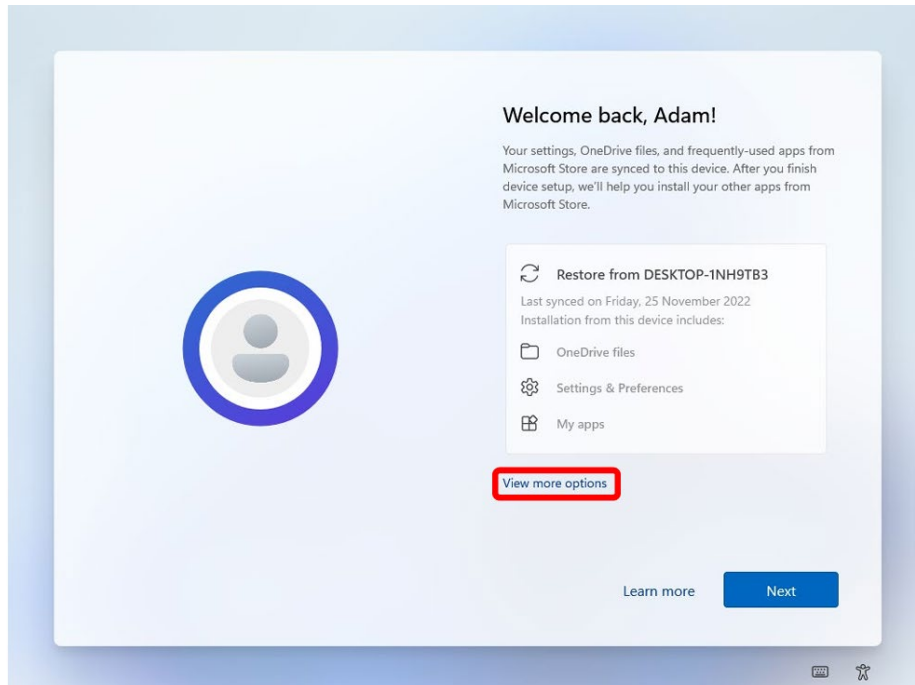 Welcome back, Adam!
Your settings, OneDrive files, and frequently-used apps from
Microsoft Store are synced to this device. After you finish
device setup, we'll help you install your other apps from
Microsoft Store.
Restore from DESKTOP-1NH9TB3
Last synced on Friday, 25 November 2022
Installation from this device includes:
OneDrive files
Settings & Preferences
My apps
View more options
Learn more
Next